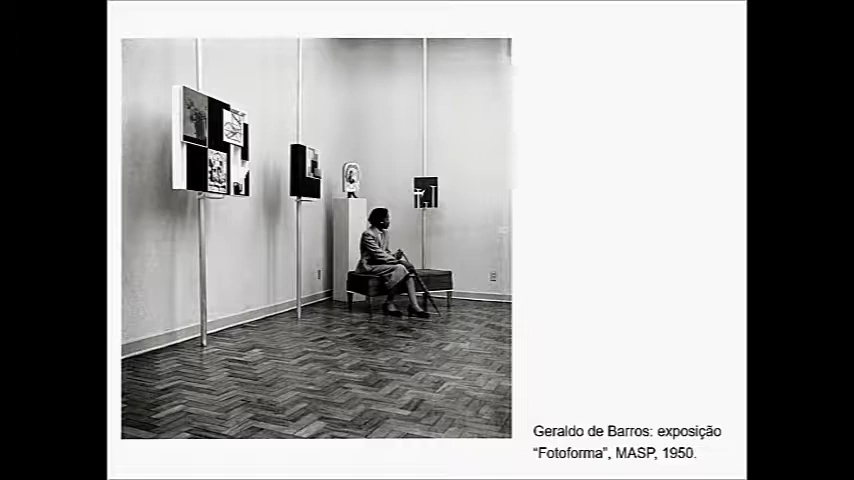 Geraldo de Barros: exposição
“Fotoforma”, MASP, 1950.